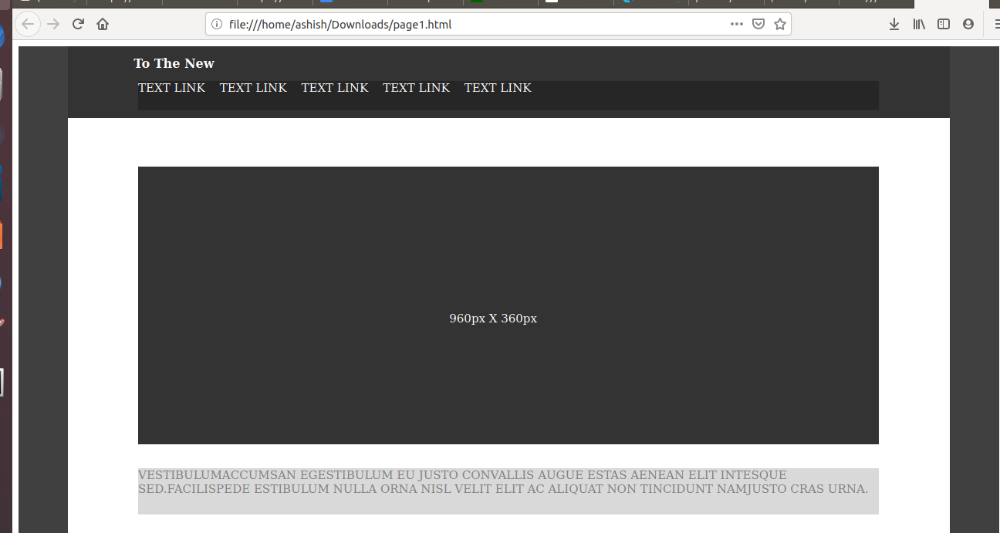 file:///home/ashish/Downloads/page1.html
To The New
TEXT LINK TEXT LINK TEXT LINK TEXT LINK TEXT LINK
960px X 360px
VESTIBULUMACCUMSAN EGESTIBULUM EU JUSTO CONVALLIS AUGUE ESTAS AENEAN ELIT INTESQUE
SED.FACILISPEDE ESTIBULUM NULLA ORNA NISL VELIT ELIT AC ALIQUAT NON TINCIDUNT NAMJUSTO CRAS URNA.